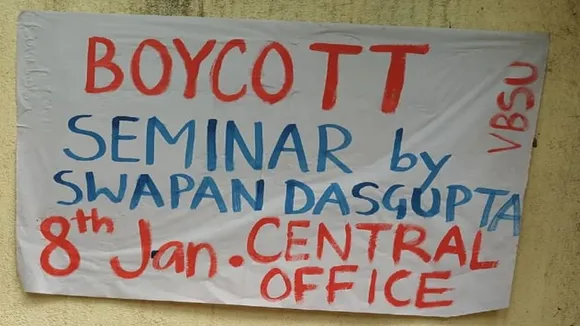 BOYCOTT
SEMINAR by
SWAPAN DASGUPTA
8th Jan. CENTRAL
OFFICE
VBSU